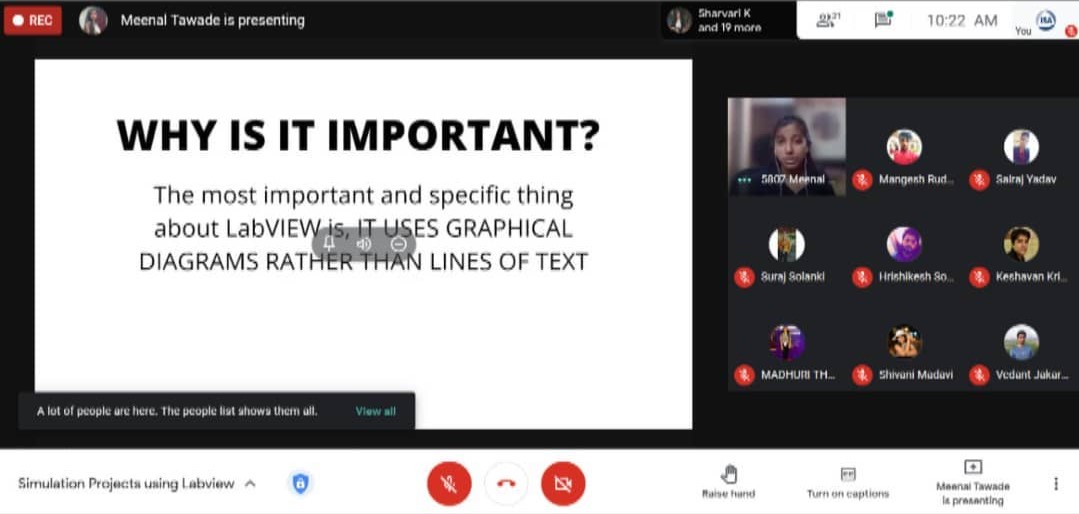 REC
Meenal Tawade is presenting
Sharvari K
and 19 more
21
10:22 AM
You
ISA
WHY IS IT IMPORTANT?
The most important and specific thing
about LabVIEW is, IT USES GRAPHICAL
DIAGRAMS RATHER THAN LINES OF TEXT
5807 Meenal
Mangesh Rud...
Sairaj Yadav
Suraj Solanki
Hrishikesh So...
Keshavan Kri...
MADHURI TH...
Shivani Madavi
Vedant Jukar...
A lot of people are here. The people list shows them all.
View all
Simulation Projects using Labview
Raise hand
Turn on captions
Meenal Tawade
is presenting